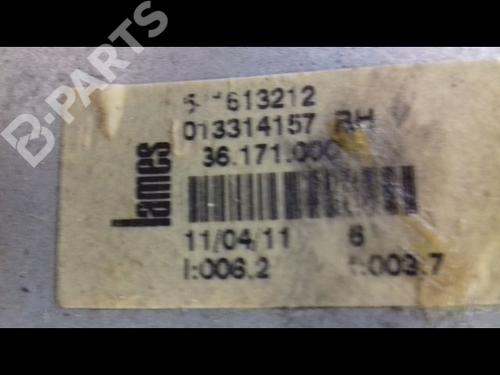 613212
013314157 RH
36.171.000
lames
11/04/11 6
I:006.2 :003.7
B-PARTS